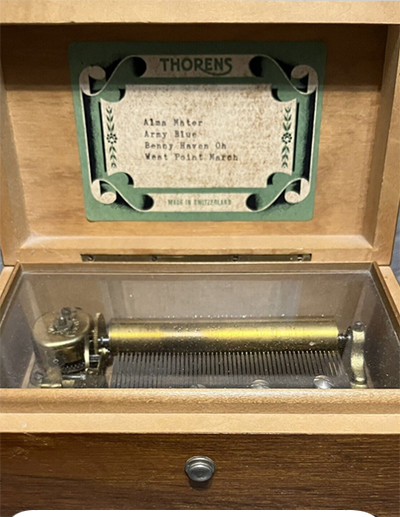 THORENS
Alma Mater
Army Blue
Benny Haven Oh
West Point March
MADE IN SWITZERLAND